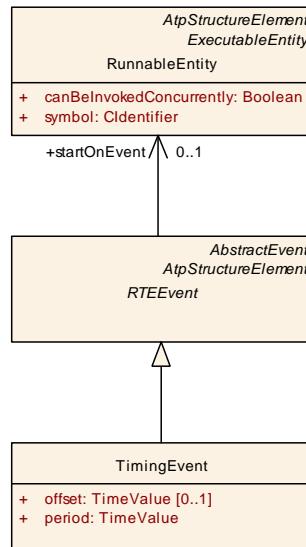 AtpStructureElement
ExecutableEntity
RunnableEntity
+ canBeInvokedConcurrently: Boolean
+ symbol: CIdentifier
+startOnEvent 0..1
AbstractEvent
AtpStructureElement
RTEEvent
TimingEvent
+ offset: TimeValue [0..1]
+ period: TimeValue